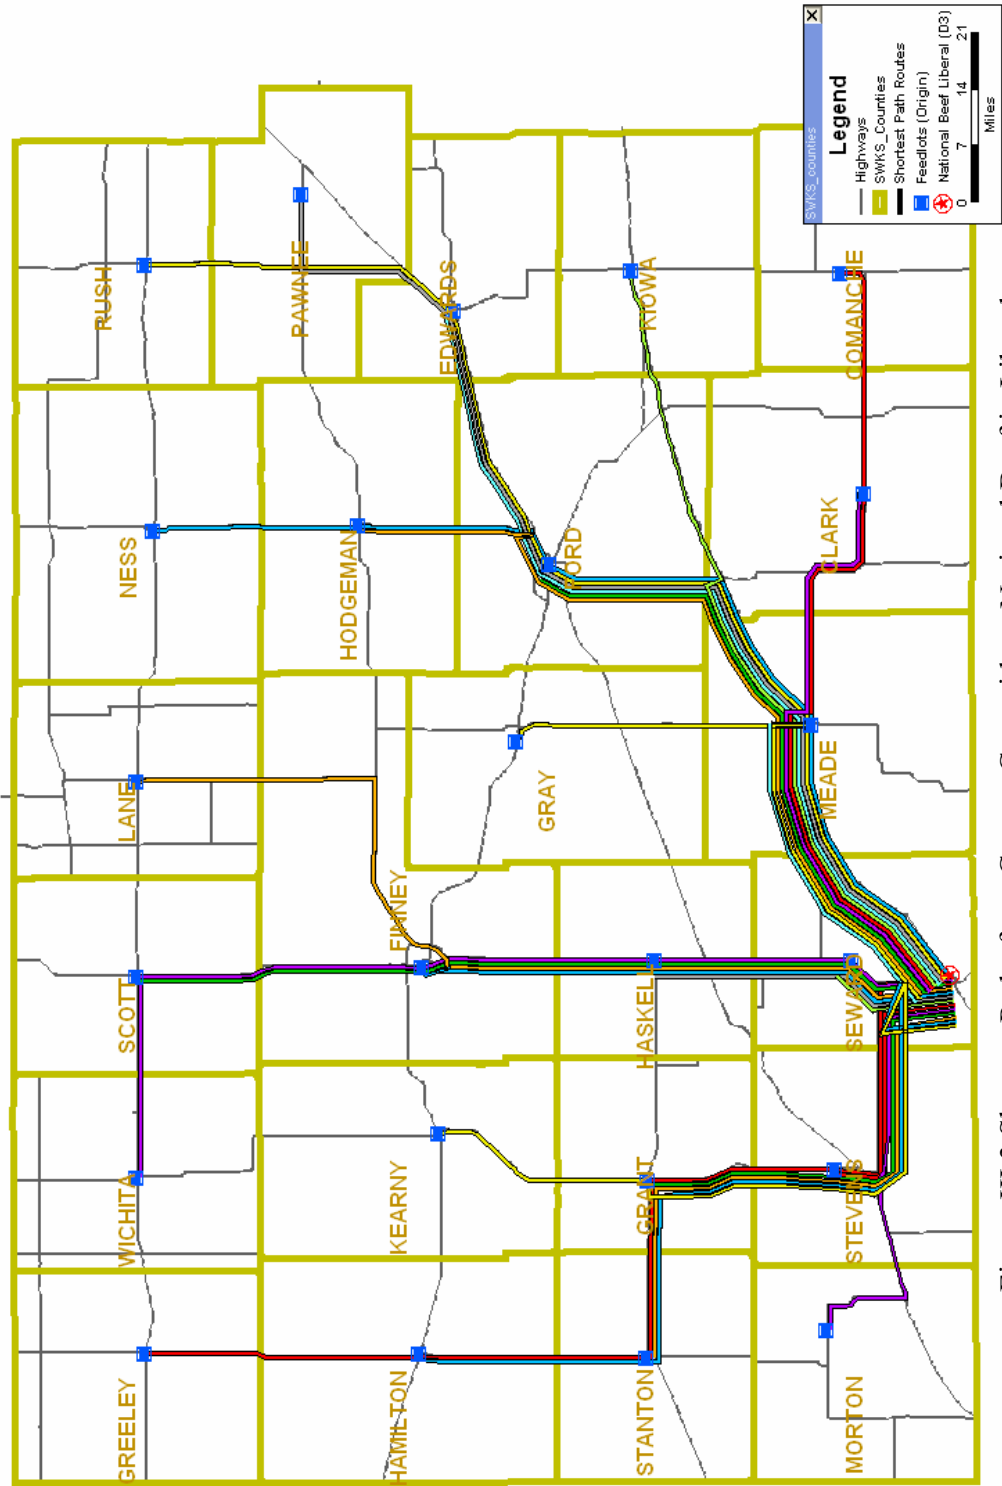 GREELEY
WICHITA
SCOTT
LANE
NESS
RUSH
HAMILTON
KEARNY
FINNEY
HODGEMAN
PAWNEE
EDWARDS
STANTON
GRANT
HASKELL
GRAY
FORD
KIOWA
MORTON
STEVENS
SEWARD
MEADE
CLARK
COMANCHE
SWKS_counties
Legend
Highways
SWKS_Counties
Shortest Path Routes
Feedlots (Origin)
National Beef Liberal (D3)
0 7 14 21
Miles